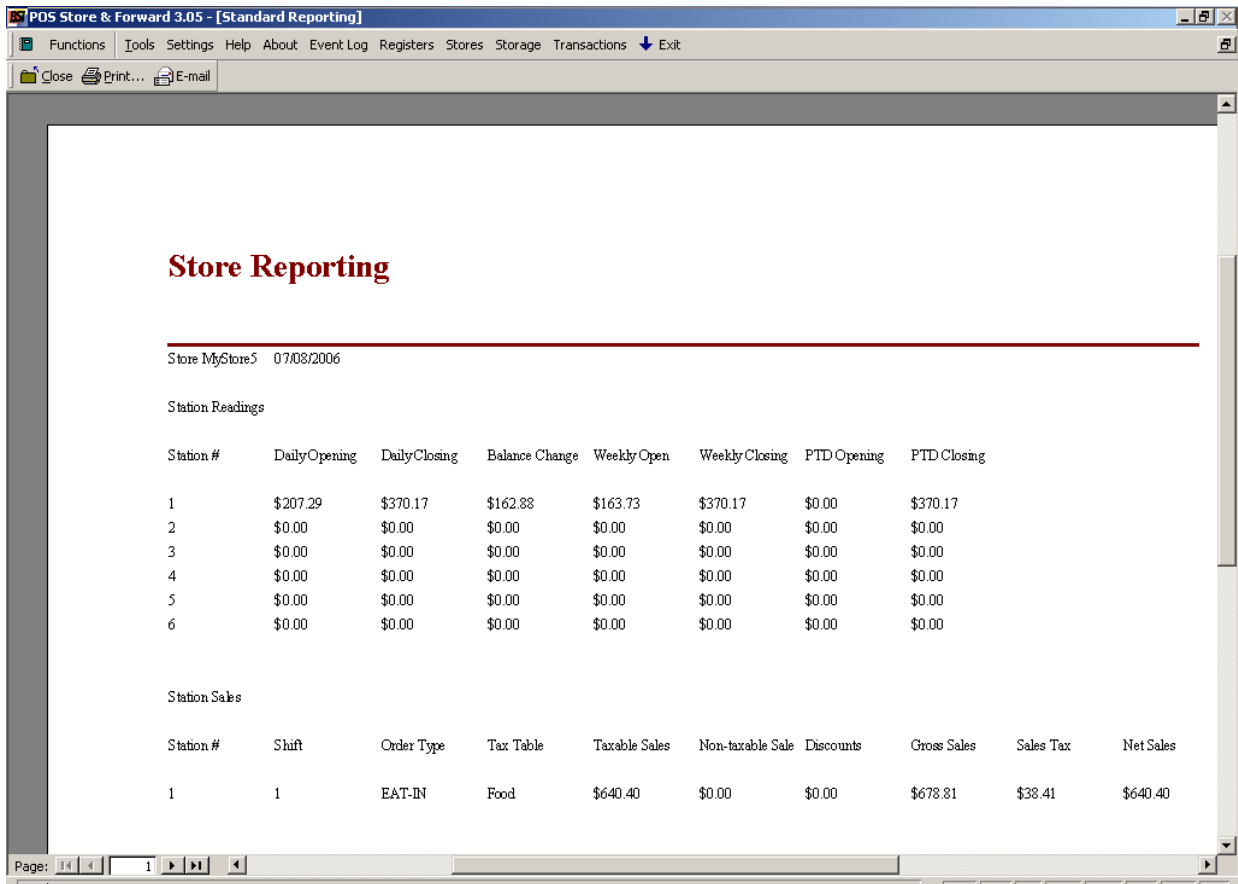 POS Store & Forward 3.05 - [Standard Reporting]
Functions Tools Settings Help About Event Log Registers Stores Storage Transactions Exit
Close Print... E-mail
Store Reporting
Store MyStore5 07/08/2006
Station Readings
Station # Daily Opening Daily Closing Balance Change Weekly Open Weekly Closing PTD Opening PTD Closing
1 $207.29 $370.17 $162.88 $163.73 $370.17 $0.00 $370.17
2 $0.00 $0.00 $0.00 $0.00 $0.00 $0.00 $0.00
3 $0.00 $0.00 $0.00 $0.00 $0.00 $0.00 $0.00
4 $0.00 $0.00 $0.00 $0.00 $0.00 $0.00 $0.00
5 $0.00 $0.00 $0.00 $0.00 $0.00 $0.00 $0.00
6 $0.00 $0.00 $0.00 $0.00 $0.00 $0.00 $0.00
Station Sales
Station # Shift Order Type Tax Table Taxable Sales Non-taxable Sale Discounts Gross Sales Sales Tax Net Sales
1 1 EAT-IN Food $640.40 $0.00 $0.00 $678.81 $38.41 $640.40
Page: 1